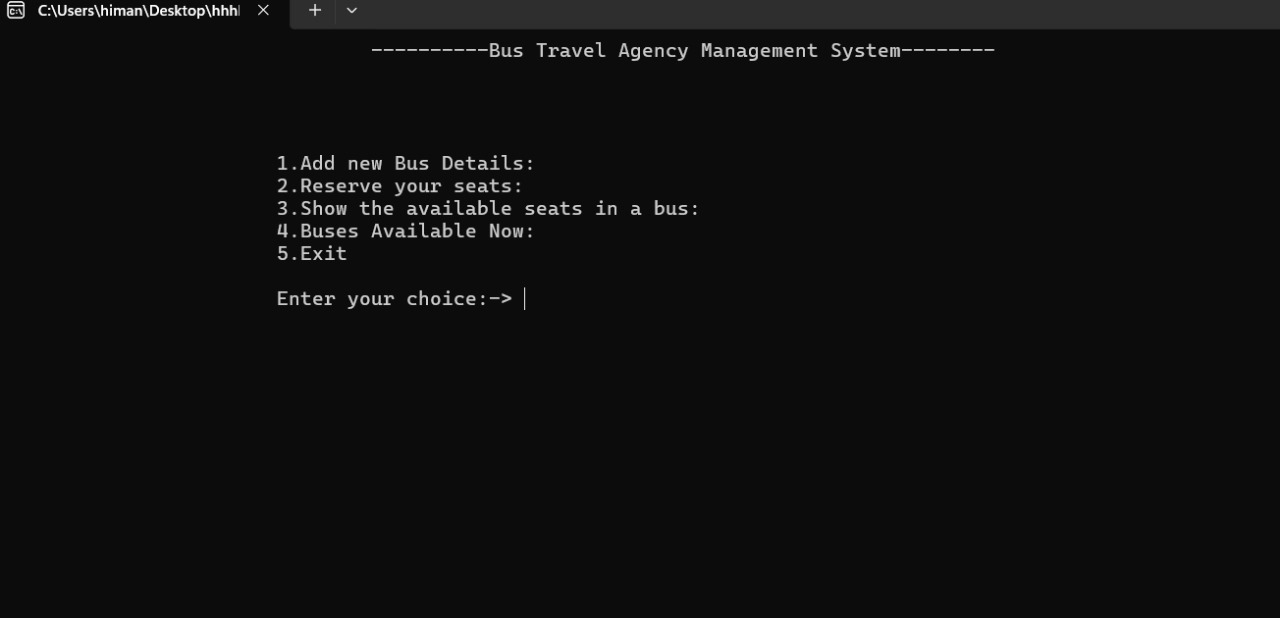 C:\Users\himan\Desktop\hhh
----------Bus Travel Agency Management System--------
1.Add new Bus Details:
2.Reserve your seats:
3.Show the available seats in a bus:
4.Buses Available Now:
5.Exit
Enter your choice:->